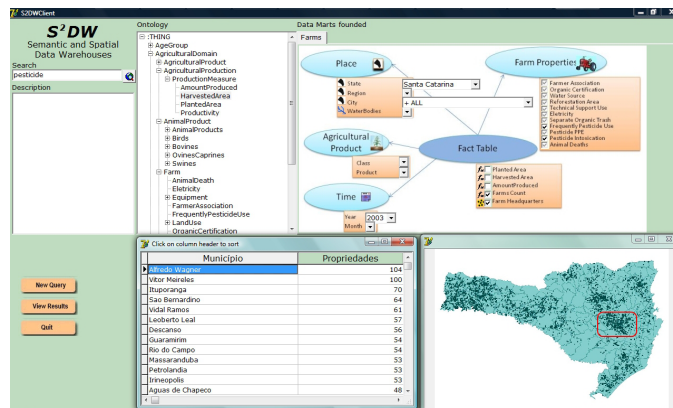 S2DWClient
S²DW
Semantic and Spatial
Data Warehouses
Search
pesticide
Description
New Query
View Results
Quit
Ontology
:THING
AgeGroup
AgriculturalDomain
AgriculturalProduct
AgriculturalProduction
ProductionMeasure
AmountProduced
HarvestedArea
PlantedArea
Productivity
AnimalProduct
AnimalProducts
Birds
Bovines
OvinesCaprines
Swines
Farm
AnimalDeath
Eletricity
Equipment
FarmerAssociation
FrequentlyPesticideUse
LandUse
OrganicCertification
Data Marts founded
Farms
Place
State Santa Catarina
Region
City + ALL
WaterBodies
Farm Properties
Farmer Association
Organic Certification
Water Source
Reforestation Area
Technical Support Use
Eletricity
Separate Organic Trash
Frequently Pesticide Use
Pesticide PPE
Pesticide Intoxication
Animal Deaths
Agricultural
Product
Class
Product
Fact Table
Planted Area
Harvested Area
AmountProduced
Farms Count
Farm Headquarters
Time
Year 2003
Month
Click on column header to sort
Município Propriedades
Alfredo Wagner 104
Vitor Meireles 100
Ituporanga 70
Sao Bernardino 64
Vidal Ramos 61
Leoberto Leal 57
Descanso 56
Guaramirim 54
Rio do Campo 54
Massaranduba 53
Petrolandia 53
Irineopolis 53
Aguas de Chapeco 48